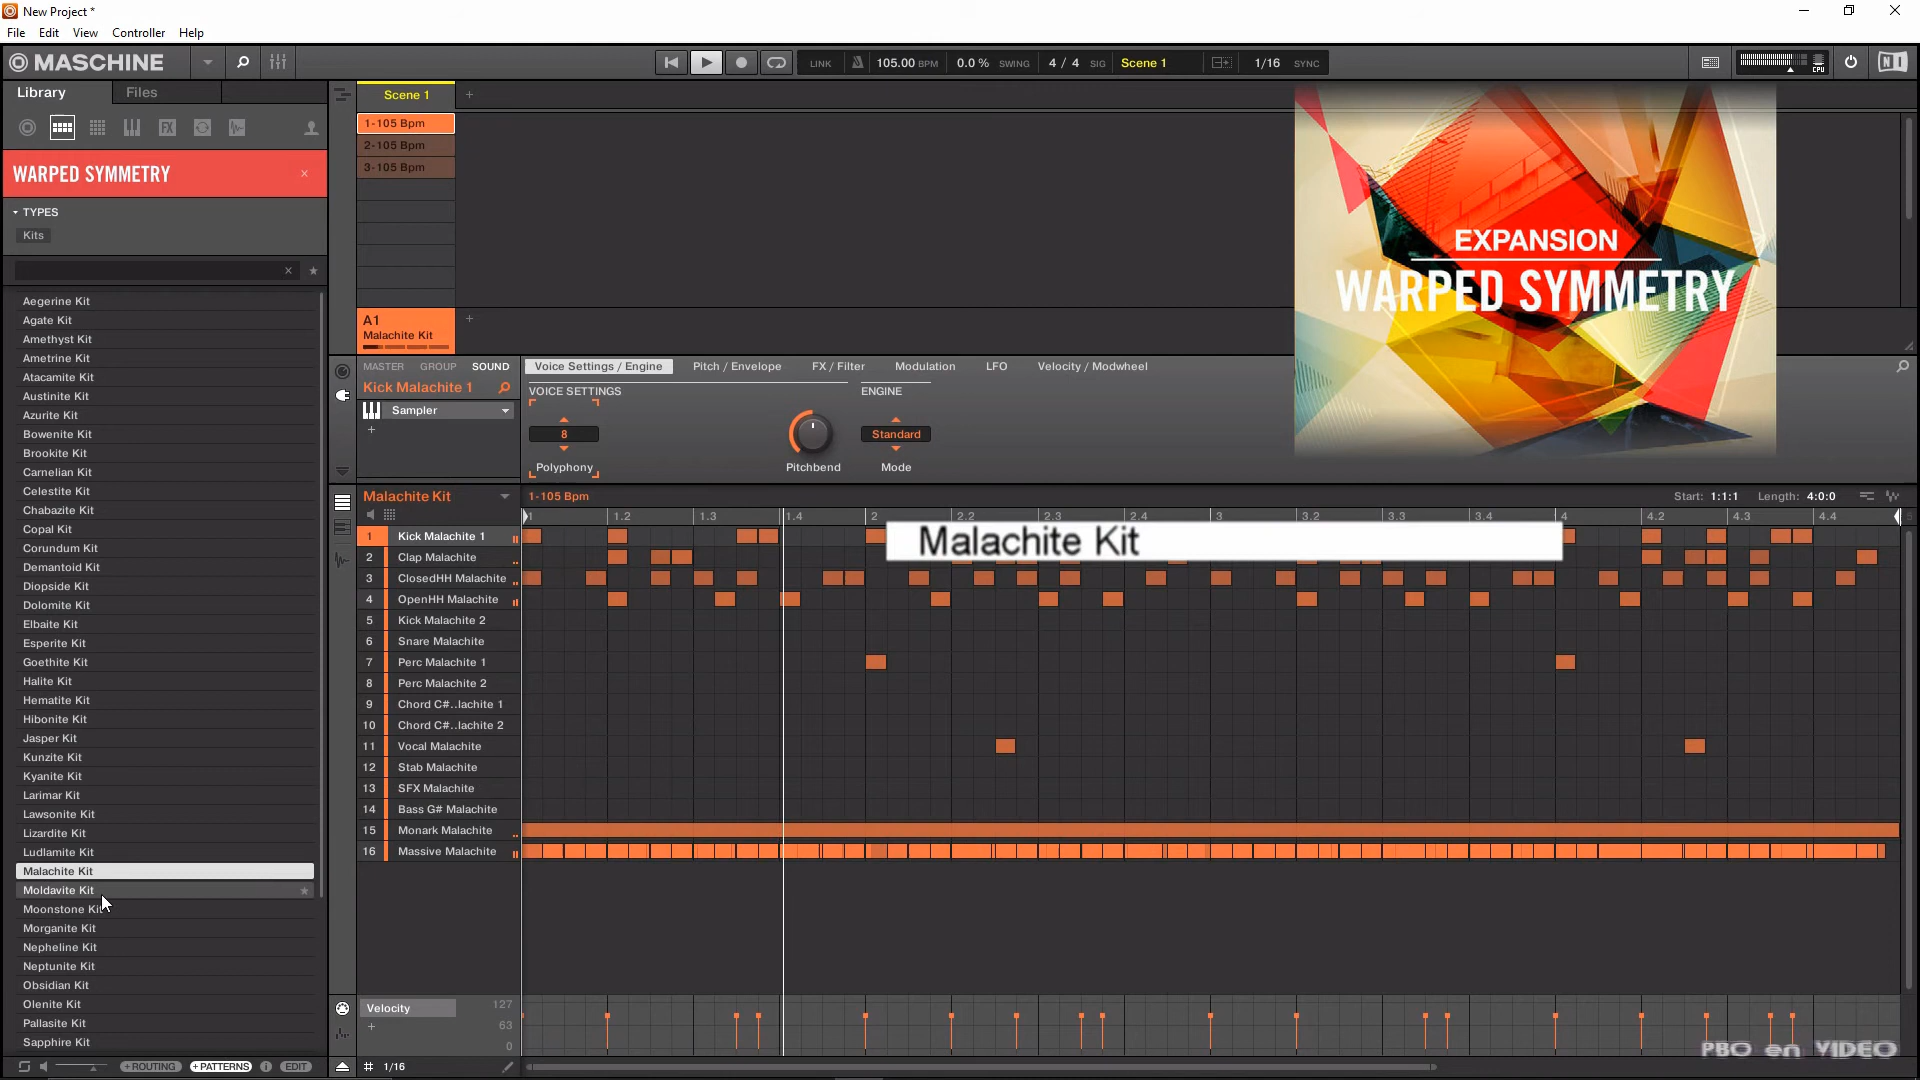 New Project *
File Edit View Controller Help
MASCHINE
LINK 105.00 BPM 0.0 % SWING 4 / 4 SIG Scene 1 1/16 SYNC
CPU
Library Files
Scene 1 +
FX
WARPED SYMMETRY ×
TYPES
Kits
1-105 Bpm
2-105 Bpm
3-105 Bpm
EXPANSION
WARPED SYMMETRY
A1
Malachite Kit
+
MASTER GROUP SOUND
Voice Settings / Engine Pitch / Envelope FX / Filter Modulation LFO Velocity / Modwheel
Kick Malachite 1
VOICE SETTINGS ENGINE
Sampler
+
8
Standard
Polyphony Pitchbend Mode
Aegerine Kit
Agate Kit
Amethyst Kit
Ametrine Kit
Atacamite Kit
Austinite Kit
Azurite Kit
Bowenite Kit
Brookite Kit
Carnelian Kit
Celestite Kit
Chabazite Kit
Copal Kit
Corundum Kit
Demantoid Kit
Diopside Kit
Dolomite Kit
Elbaite Kit
Esperite Kit
Goethite Kit
Halite Kit
Hematite Kit
Hibonite Kit
Jasper Kit
Kunzite Kit
Kyanite Kit
Larimar Kit
Lawsonite Kit
Lizardite Kit
Ludlamite Kit
Malachite Kit
Moldavite Kit
Moonstone Kit
Morganite Kit
Nepheline Kit
Neptunite Kit
Obsidian Kit
Olenite Kit
Pallasite Kit
Sapphire Kit
+ROUTING +PATTERNS i EDIT
Malachite Kit 1-105 Bpm Start: 1:1:1 Length: 4:0:0
1 1.2 1.3 1.4 2 2.2 2.3 2.4 3 3.2 3.3 3.4 4 4.2 4.3 4.4 5
Malachite Kit
1 Kick Malachite 1
2 Clap Malachite
3 ClosedHH Malachite
4 OpenHH Malachite
5 Kick Malachite 2
6 Snare Malachite
7 Perc Malachite 1
8 Perc Malachite 2
9 Chord C#..lachite 1
10 Chord C#..lachite 2
11 Vocal Malachite
12 Stab Malachite
13 SFX Malachite
14 Bass G# Malachite
15 Monark Malachite
16 Massive Malachite
Velocity 127
+ 63
0
# 1/16
PBO en VIDEO